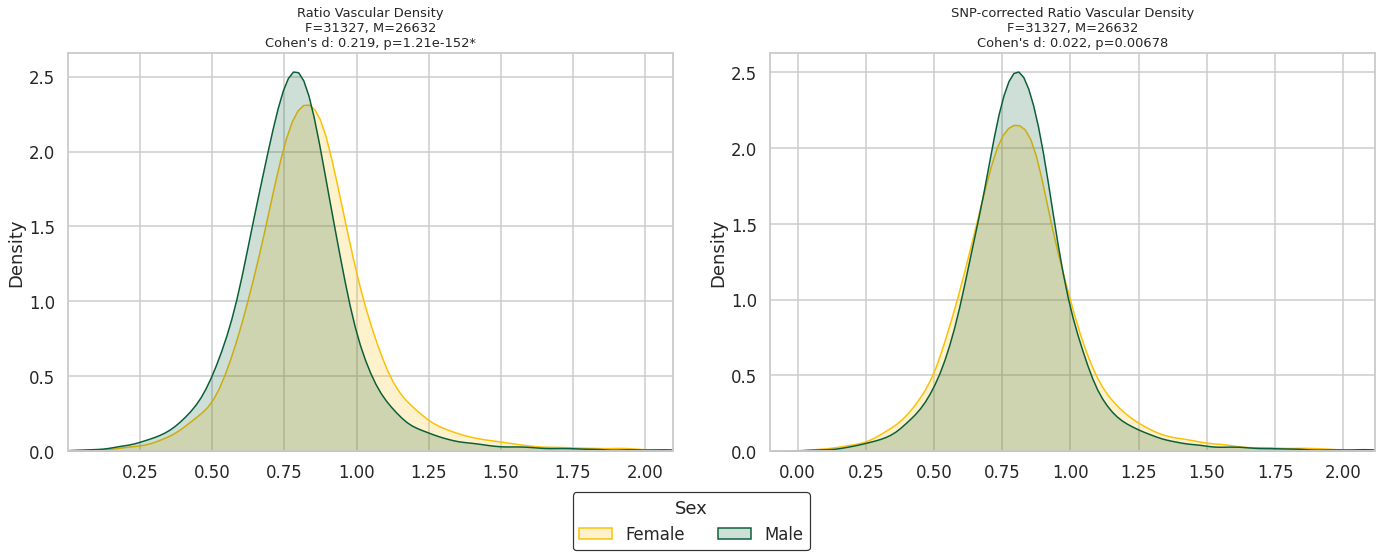 Ratio Vascular Density
F=31327, M=26632
Cohen's d: 0.219, p=1.21e-152*
SNP-corrected Ratio Vascular Density
F=31327, M=26632
Cohen's d: 0.022, p=0.00678
Density
2.5
2.0
1.5
1.0
0.5
0.0
0.25 0.50 0.75 1.00 1.25 1.50 1.75 2.00
Density
2.5
2.0
1.5
1.0
0.5
0.0
0.00 0.25 0.50 0.75 1.00 1.25 1.50 1.75 2.00
Sex
Female Male